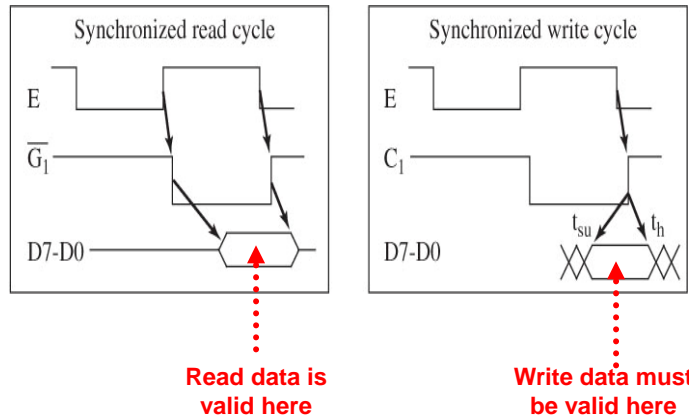 Synchronized read cycle
E
G̅₁
D7-D0
Read data is
valid here
Synchronized write cycle
E
C₁
tsu
th
D7-D0
Write data must
be valid here